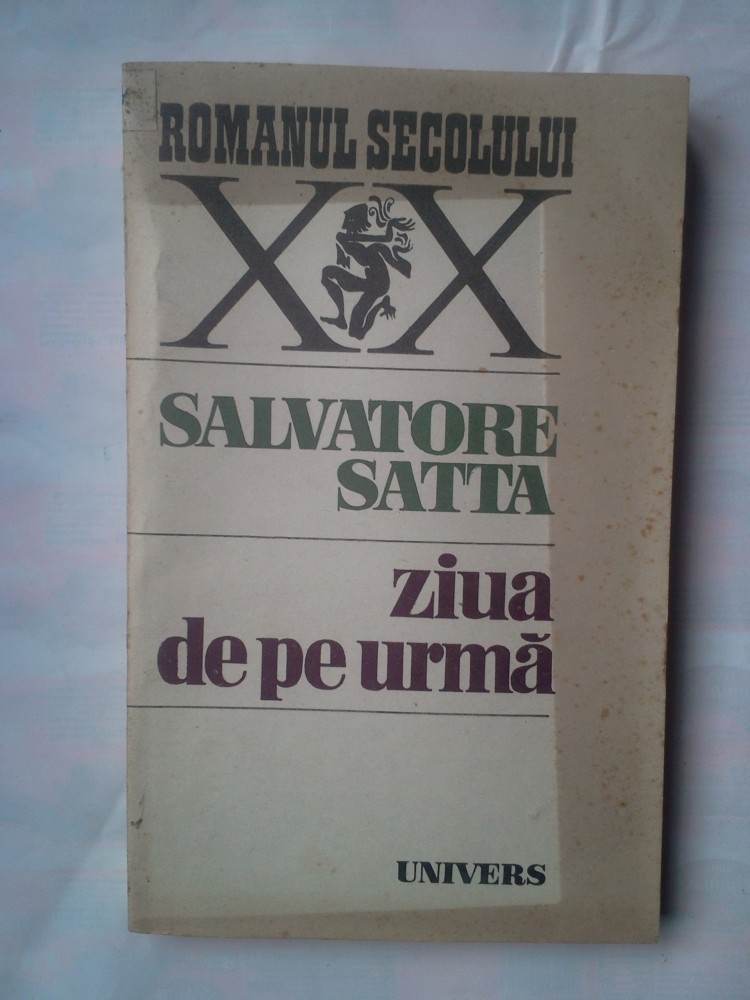 ROMANUL SECOLULUI
XX
SALVATORE
SATTA
ziua
de pe urmă
UNIVERS